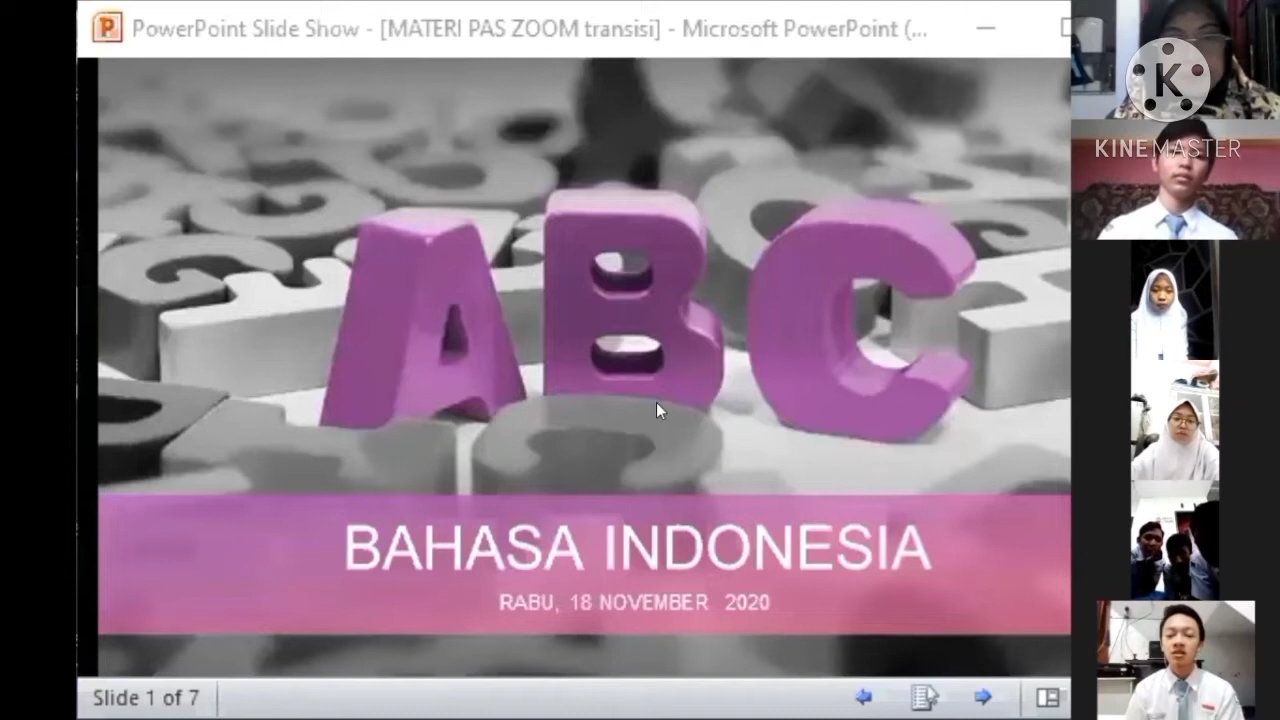 PowerPoint Slide Show - [MATERI PAS ZOOM transisi] - Microsoft PowerPoint (...
K
KINEMASTER
ABC
BAHASA INDONESIA
RABU, 18 NOVEMBER 2020
Slide 1 of 7